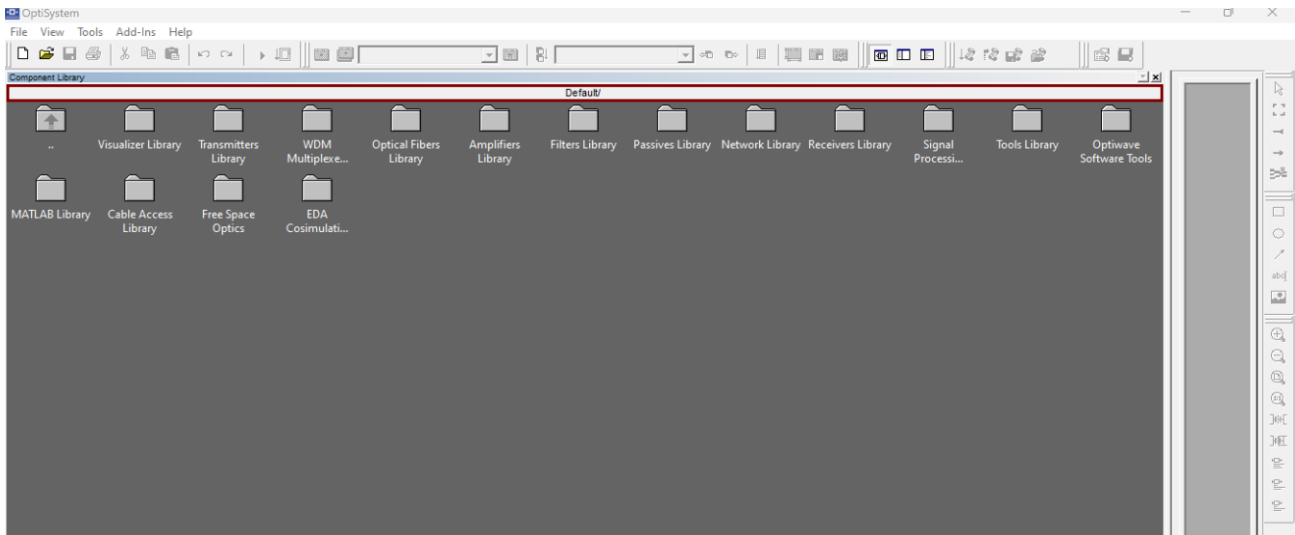 OptiSystem
File View Tools Add-Ins Help
Component Library
Default/
..
Visualizer Library
Transmitters
Library
WDM
Multiplexe...
Optical Fibers
Library
Amplifiers
Library
Filters Library
Passives Library
Network Library
Receivers Library
Signal
Processi...
Tools Library
Optiwave
Software Tools
MATLAB Library
Cable Access
Library
Free Space
Optics
EDA
Cosimulati...
abc